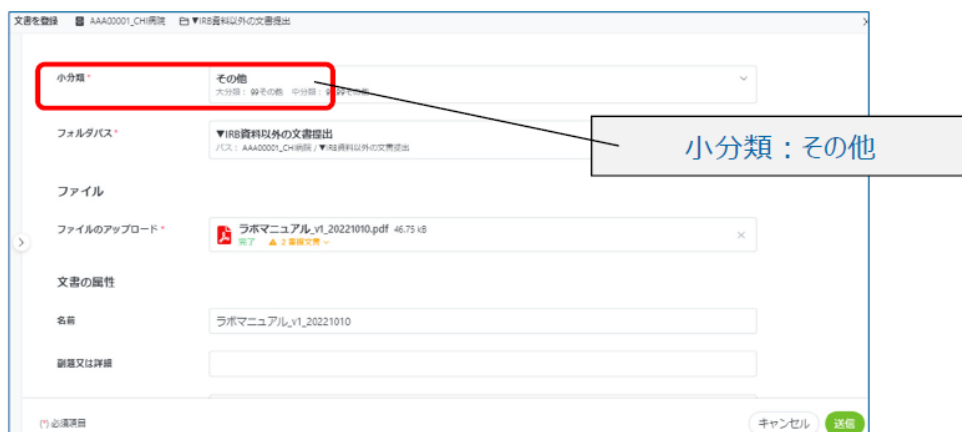 文書を登録 AAA00001_CHI病院 ▼IRB資料以外の文書提出
小分類*
その他
大分類： 99その他 中分類：
フォルダパス*
▼IRB資料以外の文書提出
パス： AAA00001_CHI病院 / ▼IRB資料以外の文書提出
小分類：その他
ファイル
ファイルのアップロード*
ラボマニュアル_v1_20221010.pdf 46.75 kB
完了 2 重複文書
文書の属性
名前
ラボマニュアル_v1_20221010
副題又は詳細
(*) 必須項目
キャンセル 送信